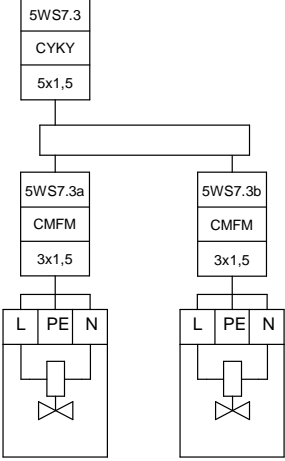 5WS7.3
CYKY
5x1,5
5WS7.3a
CMFM
3x1,5
L PE N
5WS7.3b
CMFM
3x1,5
L PE N